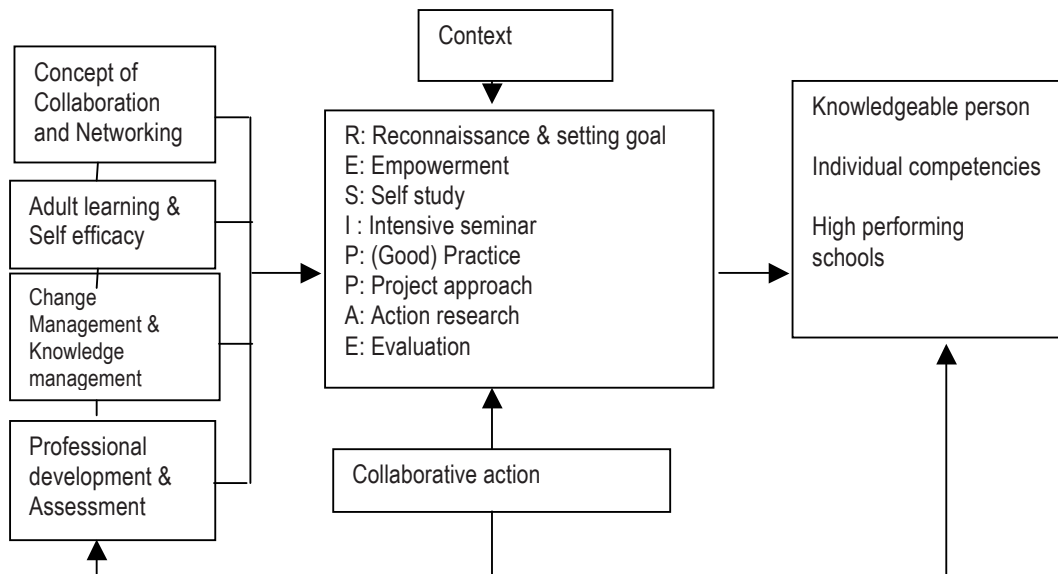 Context
Concept of
Collaboration
and Networking
Adult learning &
Self efficacy
Change
Management &
Knowledge
management
Professional
development &
Assessment
R: Reconnaissance & setting goal
E: Empowerment
S: Self study
I : Intensive seminar
P: (Good) Practice
P: Project approach
A: Action research
E: Evaluation
Collaborative action
Knowledgeable person
Individual competencies
High performing
schools